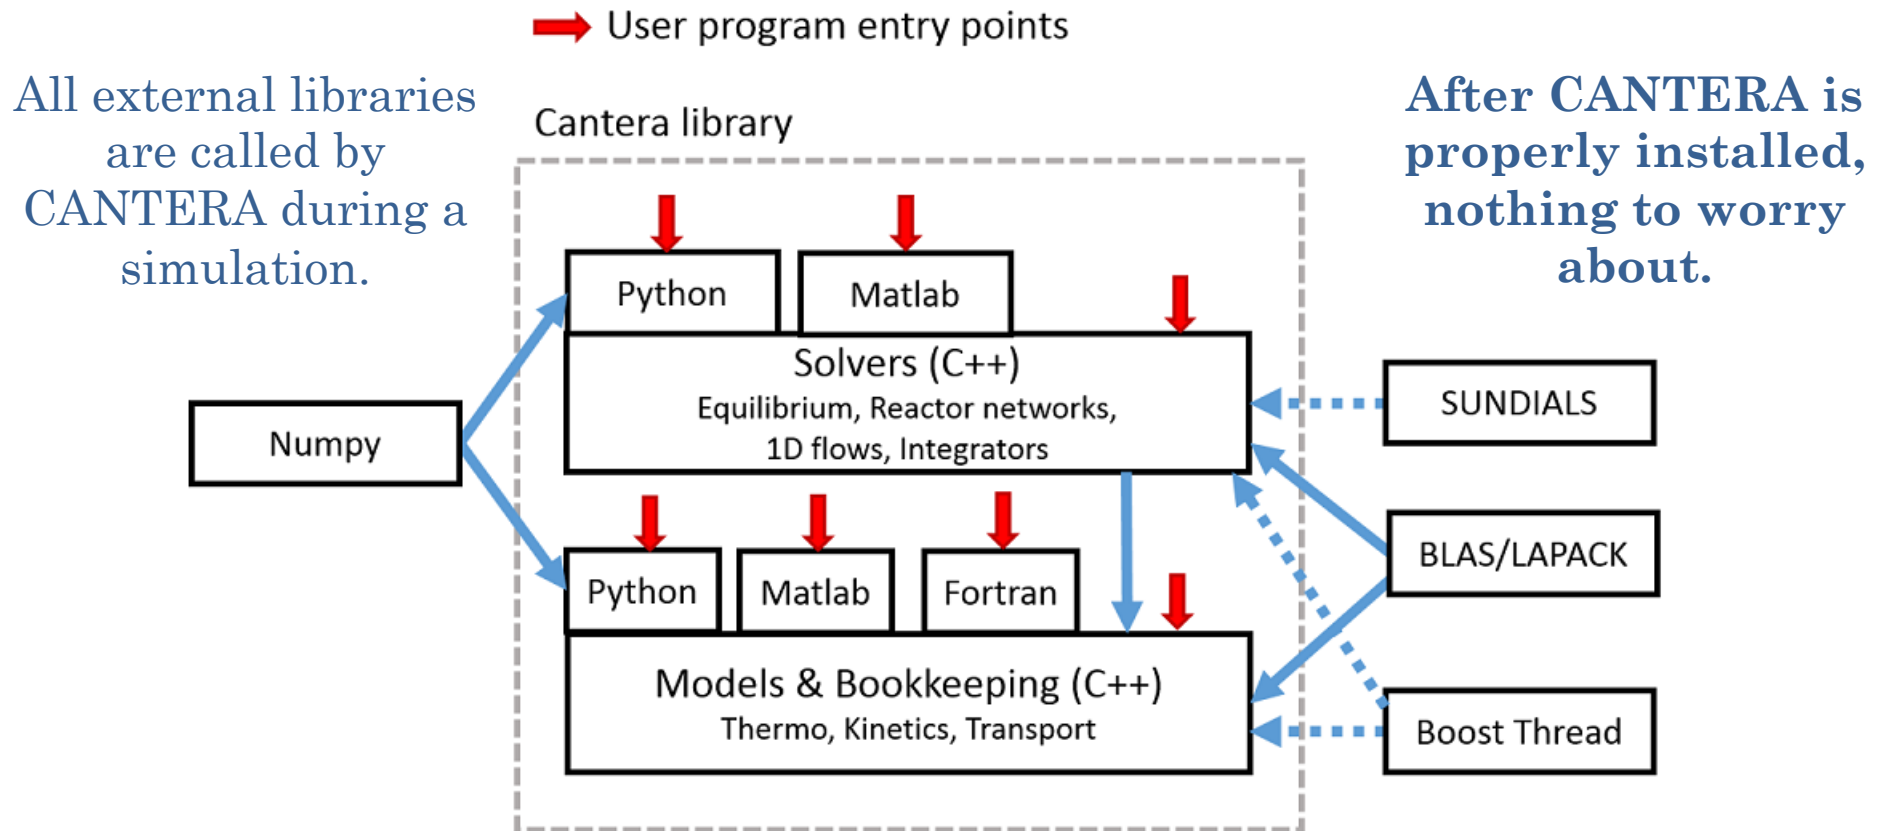 User program entry points
All external libraries
are called by
CANTERA during a
simulation.
After CANTERA is
properly installed,
nothing to worry
about.
Cantera library
Python
Matlab
Solvers (C++)
Equilibrium, Reactor networks,
1D flows, Integrators
Numpy
SUNDIALS
BLAS/LAPACK
Python
Matlab
Fortran
Models & Bookkeeping (C++)
Thermo, Kinetics, Transport
Boost Thread